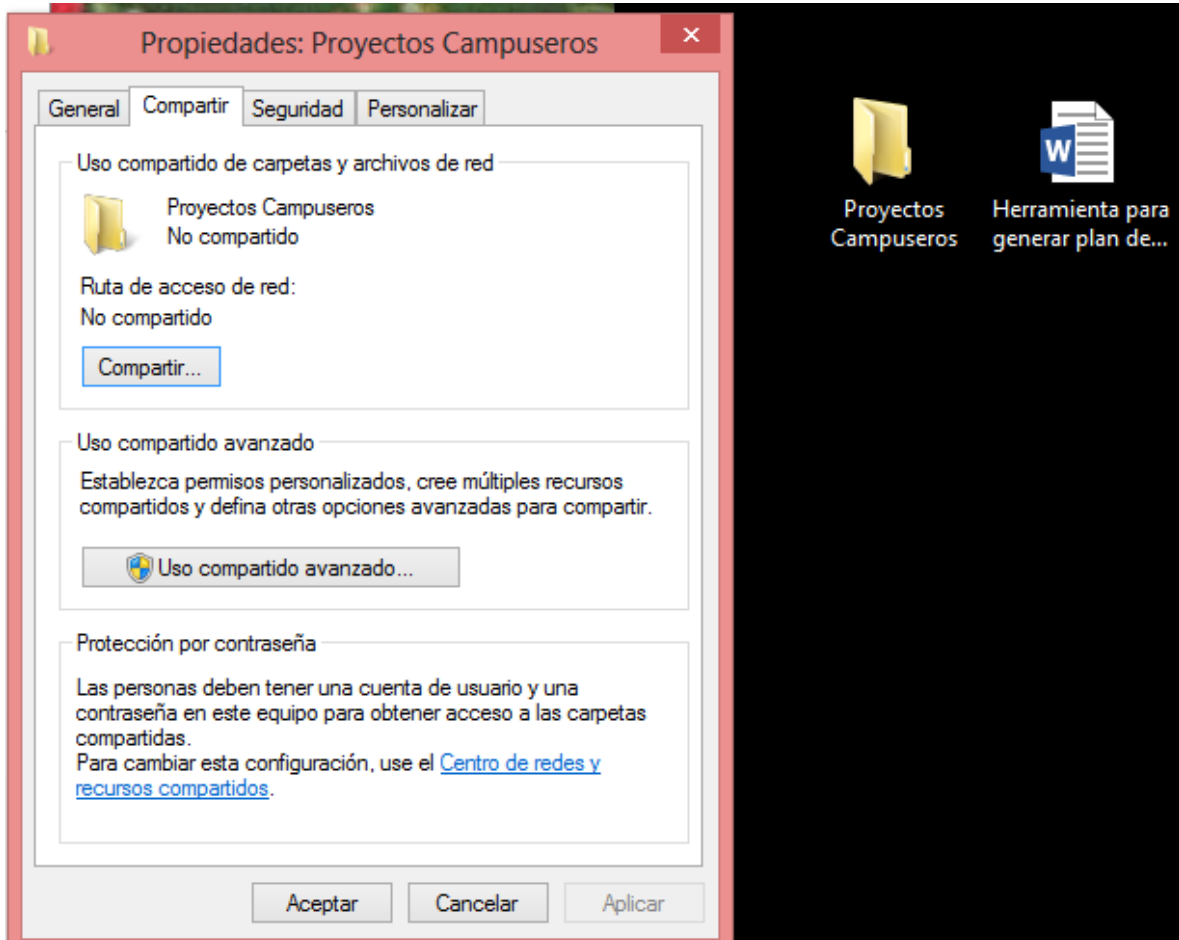 Propiedades: Proyectos Campuseros
General Compartir Seguridad Personalizar
Uso compartido de carpetas y archivos de red
Proyectos Campuseros
No compartido
Ruta de acceso de red:
No compartido
Compartir...
Uso compartido avanzado
Establezca permisos personalizados, cree múltiples recursos
compartidos y defina otras opciones avanzadas para compartir.
Uso compartido avanzado...
Protección por contraseña
Las personas deben tener una cuenta de usuario y una
contraseña en este equipo para obtener acceso a las carpetas
compartidas.
Para cambiar esta configuración, use el Centro de redes y
recursos compartidos.
Aceptar Cancelar Aplicar
Proyectos
Campuseros
W
Herramienta para
generar plan de...